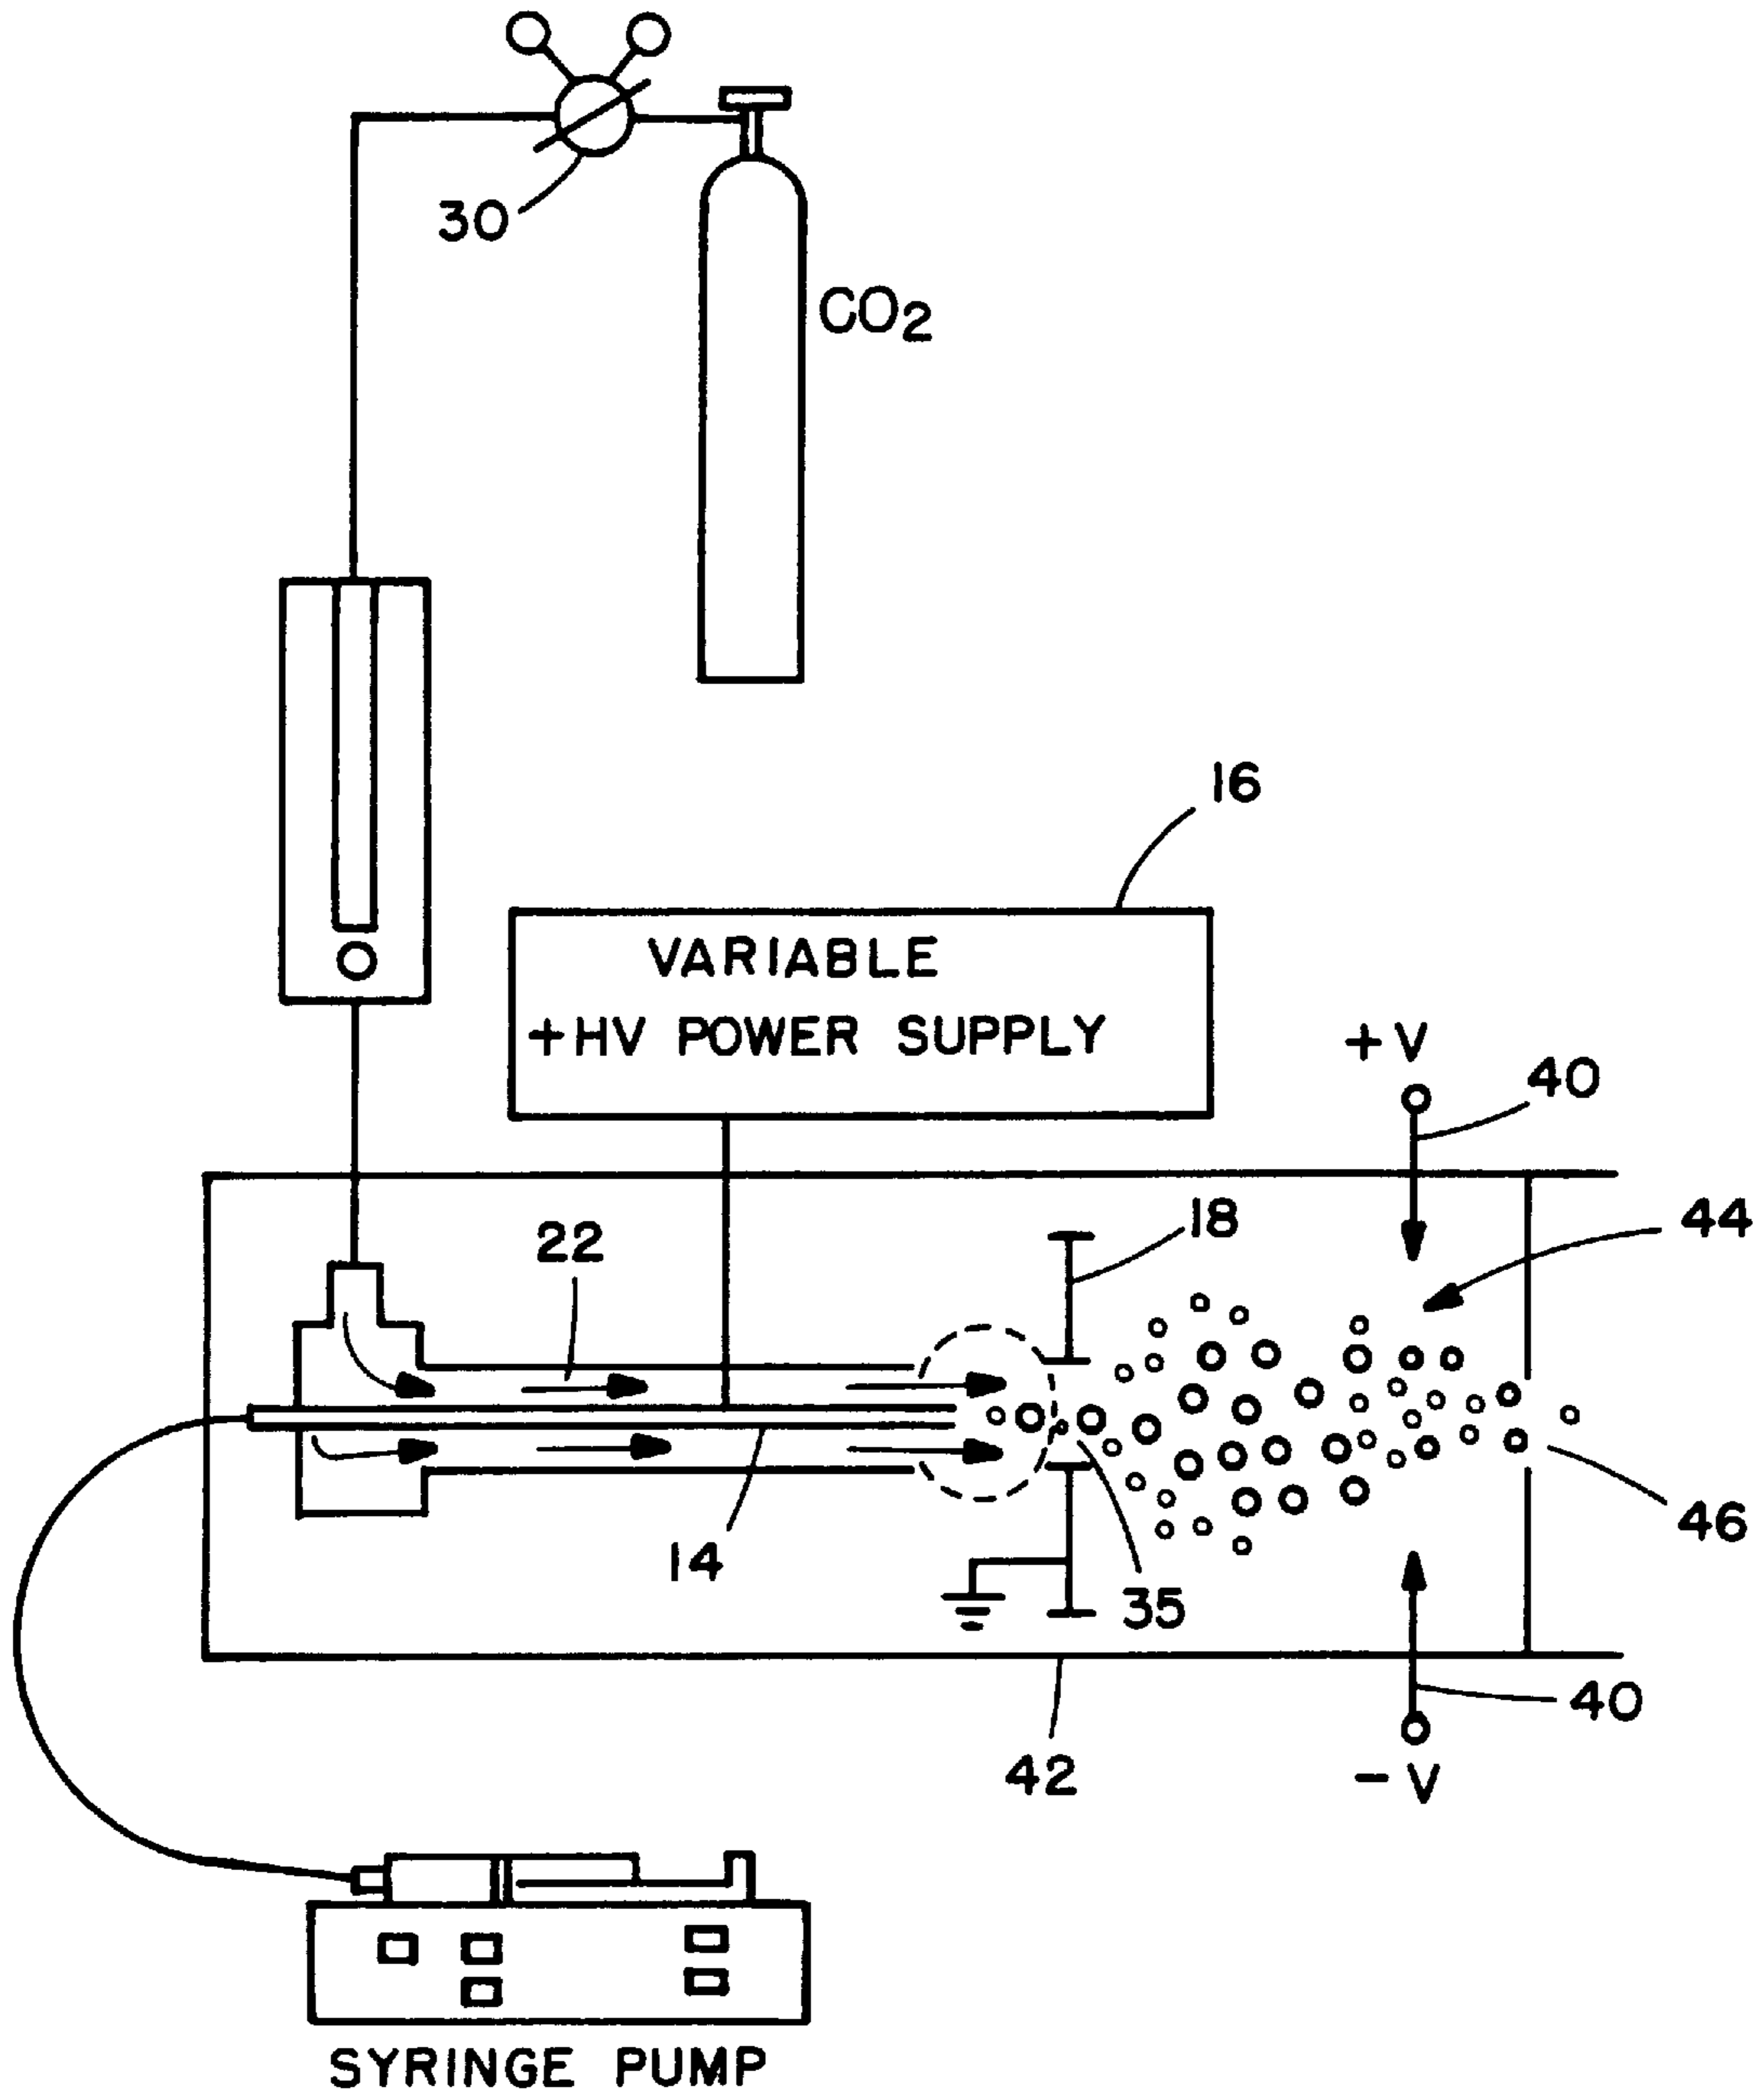 30
CO2
16
VARIABLE
+HV POWER SUPPLY
+V
40
18
44
22
14
35
46
40
42
-V
SYRINGE PUMP